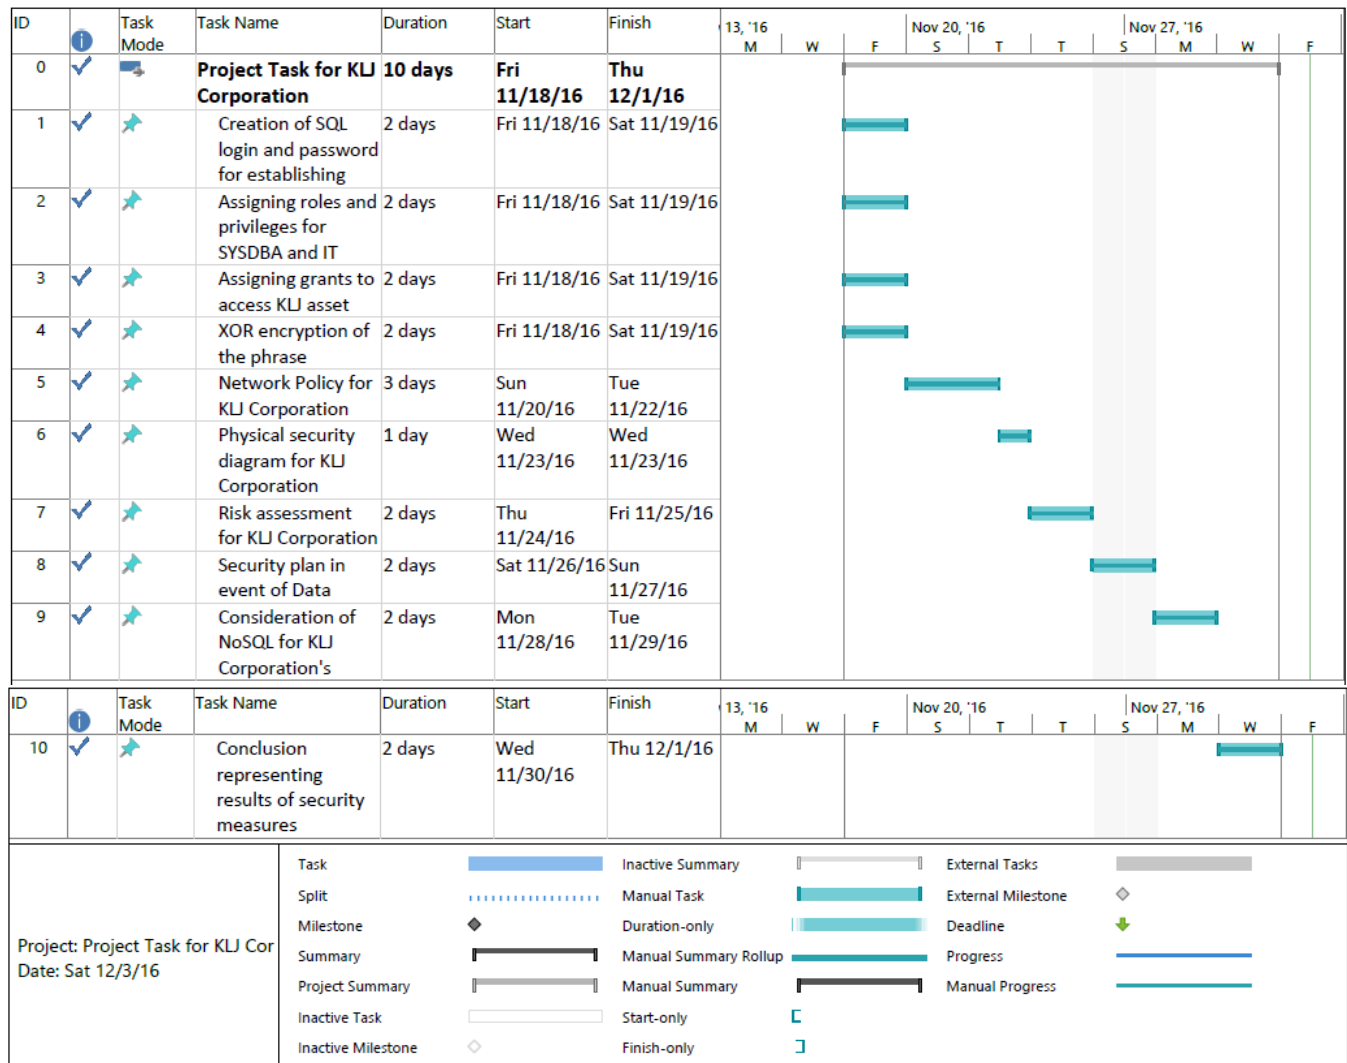 ID Task Mode Task Name Duration Start Finish 13, '16 Nov 20, '16 Nov 27, '16
M W F S T T S M W F
0 Project Task for KLJ Corporation 10 days Fri 11/18/16 Thu 12/1/16
1 Creation of SQL login and password for establishing 2 days Fri 11/18/16 Sat 11/19/16
2 Assigning roles and privileges for SYSDBA and IT 2 days Fri 11/18/16 Sat 11/19/16
3 Assigning grants to access KLJ asset 2 days Fri 11/18/16 Sat 11/19/16
4 XOR encryption of the phrase 2 days Fri 11/18/16 Sat 11/19/16
5 Network Policy for KLJ Corporation 3 days Sun 11/20/16 Tue 11/22/16
6 Physical security diagram for KLJ Corporation 1 day Wed 11/23/16 Wed 11/23/16
7 Risk assessment for KLJ Corporation 2 days Thu 11/24/16 Fri 11/25/16
8 Security plan in event of Data 2 days Sat 11/26/16 Sun 11/27/16
9 Consideration of NoSQL for KLJ Corporation's 2 days Mon 11/28/16 Tue 11/29/16
ID Task Mode Task Name Duration Start Finish 13, '16 Nov 20, '16 Nov 27, '16
M W F S T T S M W F
10 Conclusion representing results of security measures 2 days Wed 11/30/16 Thu 12/1/16
Project: Project Task for KLJ Cor
Date: Sat 12/3/16
Task Inactive Summary External Tasks
Split Manual Task External Milestone
Milestone Duration-only Deadline
Summary Manual Summary Rollup Progress
Project Summary Manual Summary Manual Progress
Inactive Task Start-only
Inactive Milestone Finish-only